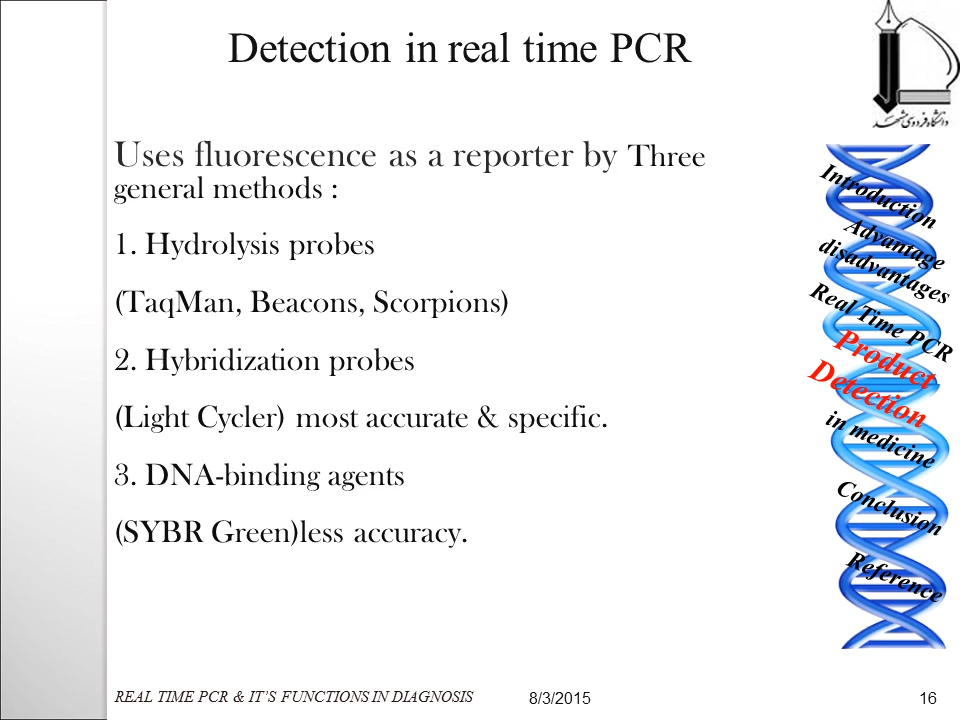 Detection in real time PCR
دانشگاه فردوسی مشهد
Uses fluorescence as a reporter by Three
general methods :
1. Hydrolysis probes
(TaqMan, Beacons, Scorpions)
2. Hybridization probes
(Light Cycler) most accurate & specific.
3. DNA-binding agents
(SYBR Green)less accuracy.
Introduction
Advantage
disadvantages
Real Time PCR
Product
Detection
in medicine
Conclusion
Reference
REAL TIME PCR & IT’S FUNCTIONS IN DIAGNOSIS
8/3/2015
16